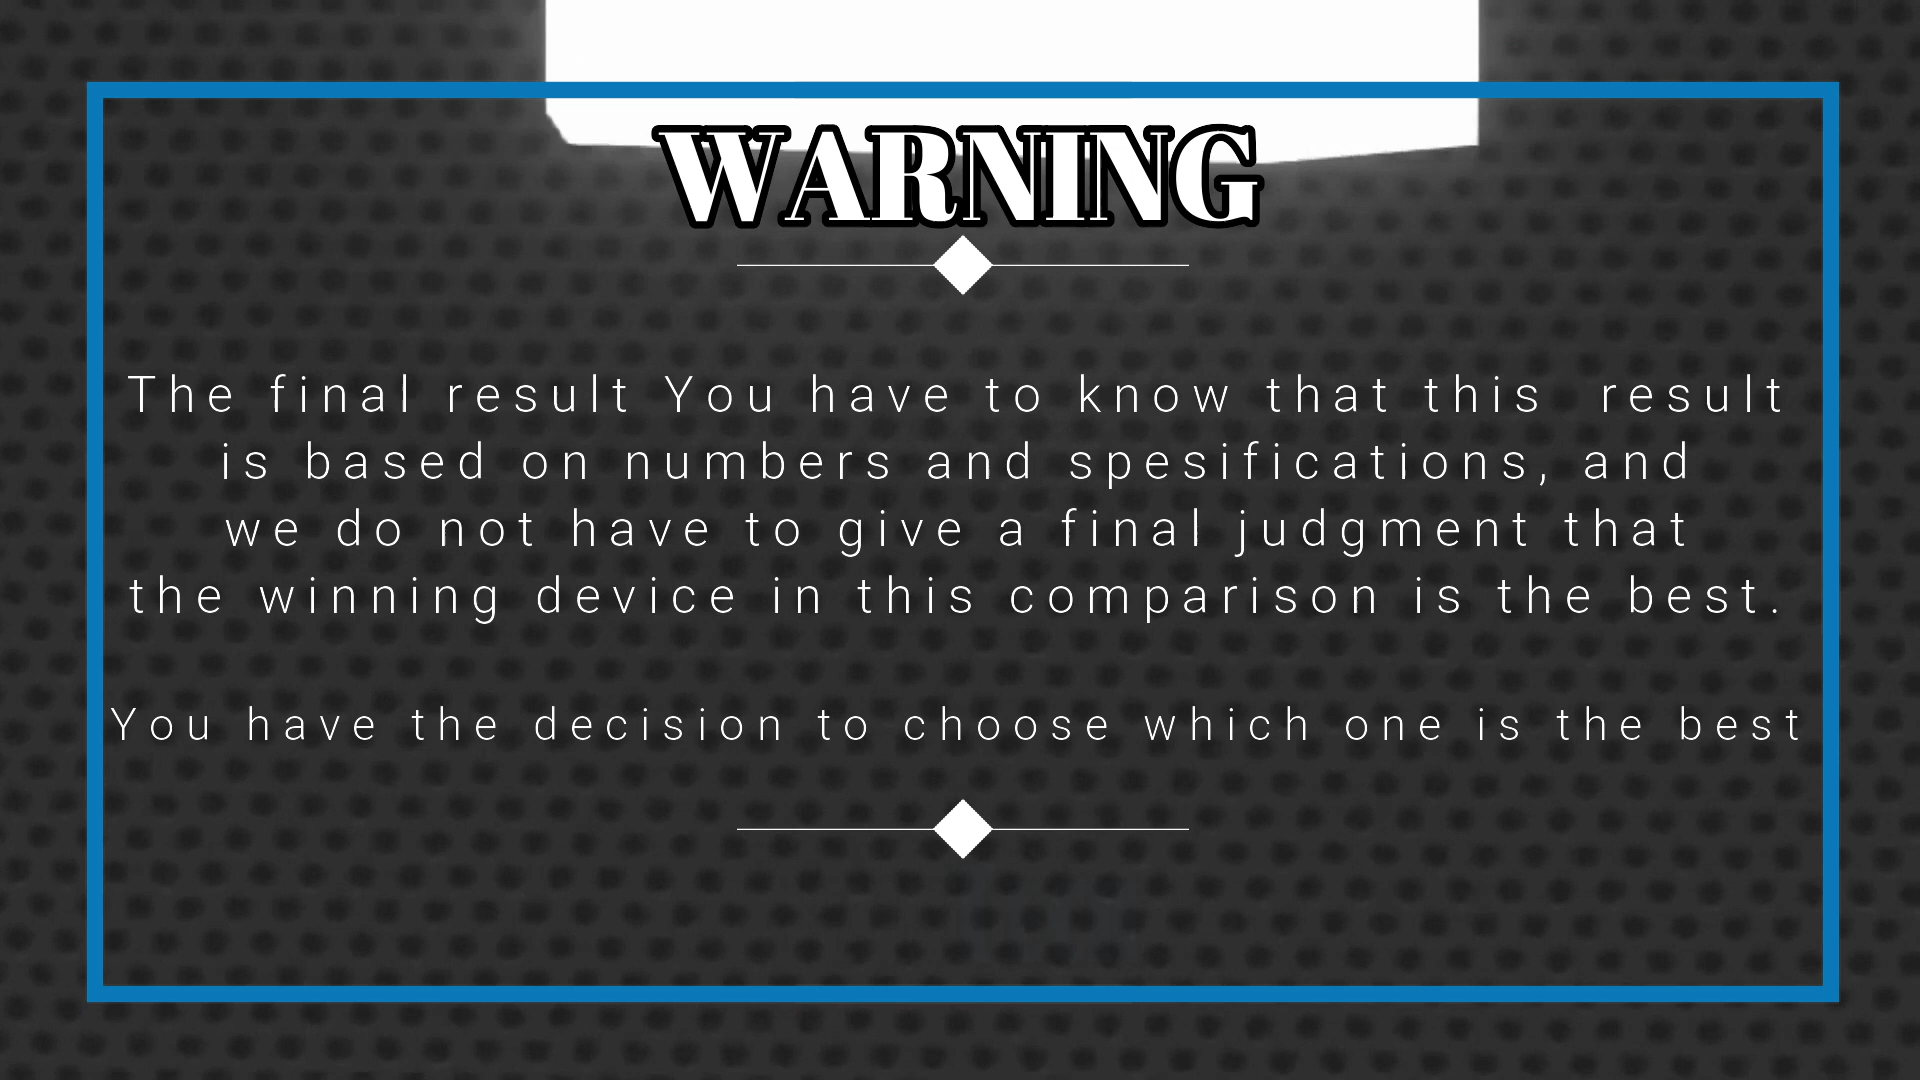 WARNING
The final result You have to know that this result
is based on numbers and spesifications, and
we do not have to give a final judgment that
the winning device in this comparison is the best.
You have the decision to choose which one is the best